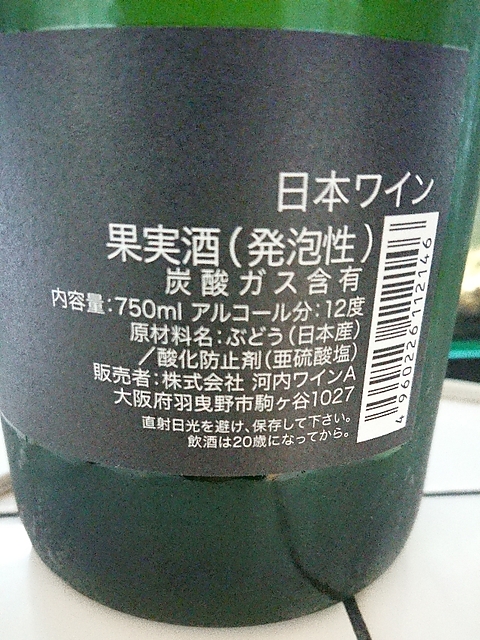 日本ワイン
果実酒(発泡性)
炭酸ガス含有
内容量:750ml アルコール分:12度
原材料名:ぶどう(日本産)
/酸化防止剤(亜硫酸塩)
販売者:株式会社 河内ワインA
大阪府羽曳野市駒ヶ谷1027
直射日光を避け、保存して下さい。
飲酒は20歳になってから。
4960226112146